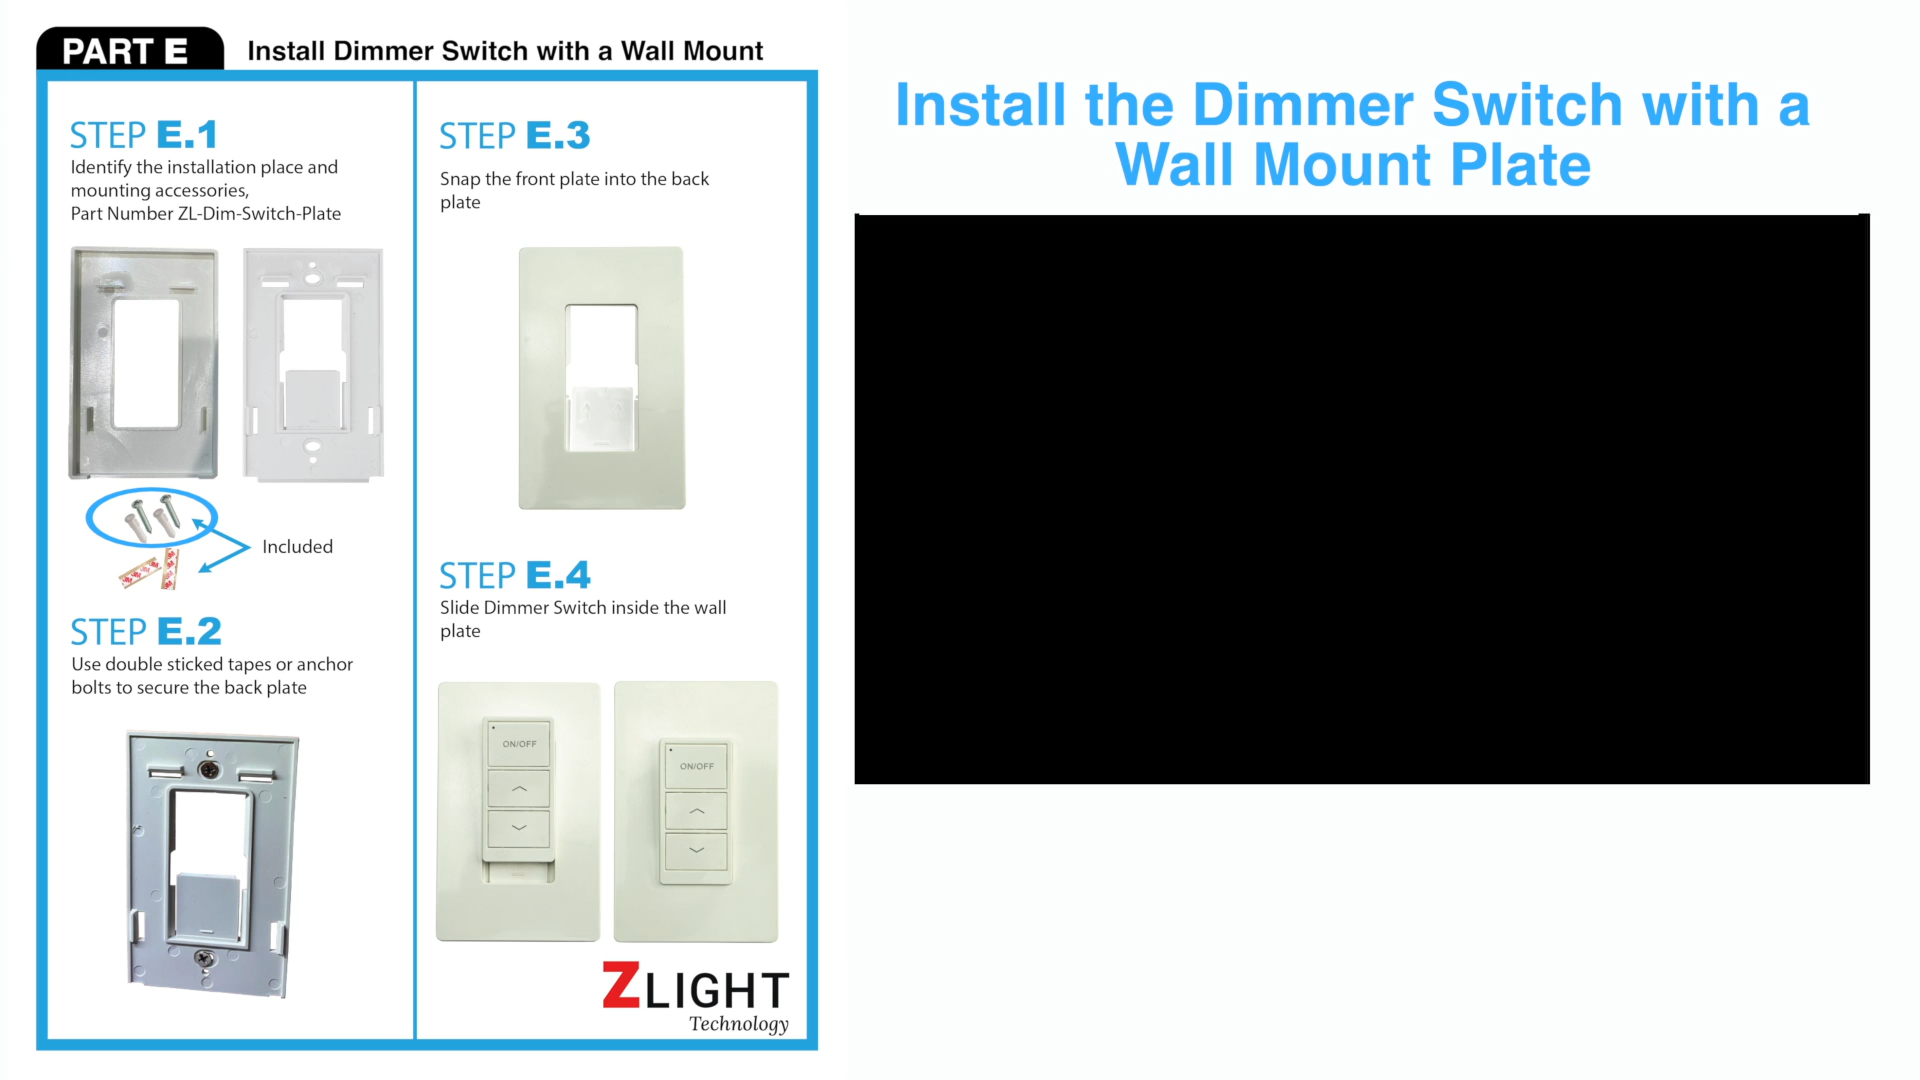 PART E
Install Dimmer Switch with a Wall Mount
STEP E.1
Identify the installation place and
mounting accessories,
Part Number ZL-Dim-Switch-Plate
Included
STEP E.2
Use double sticked tapes or anchor
bolts to secure the back plate
STEP E.3
Snap the front plate into the back
plate
STEP E.4
Slide Dimmer Switch inside the wall
plate
ON/OFF
ON/OFF
ZLIGHT
Technology
Install the Dimmer Switch with a
Wall Mount Plate